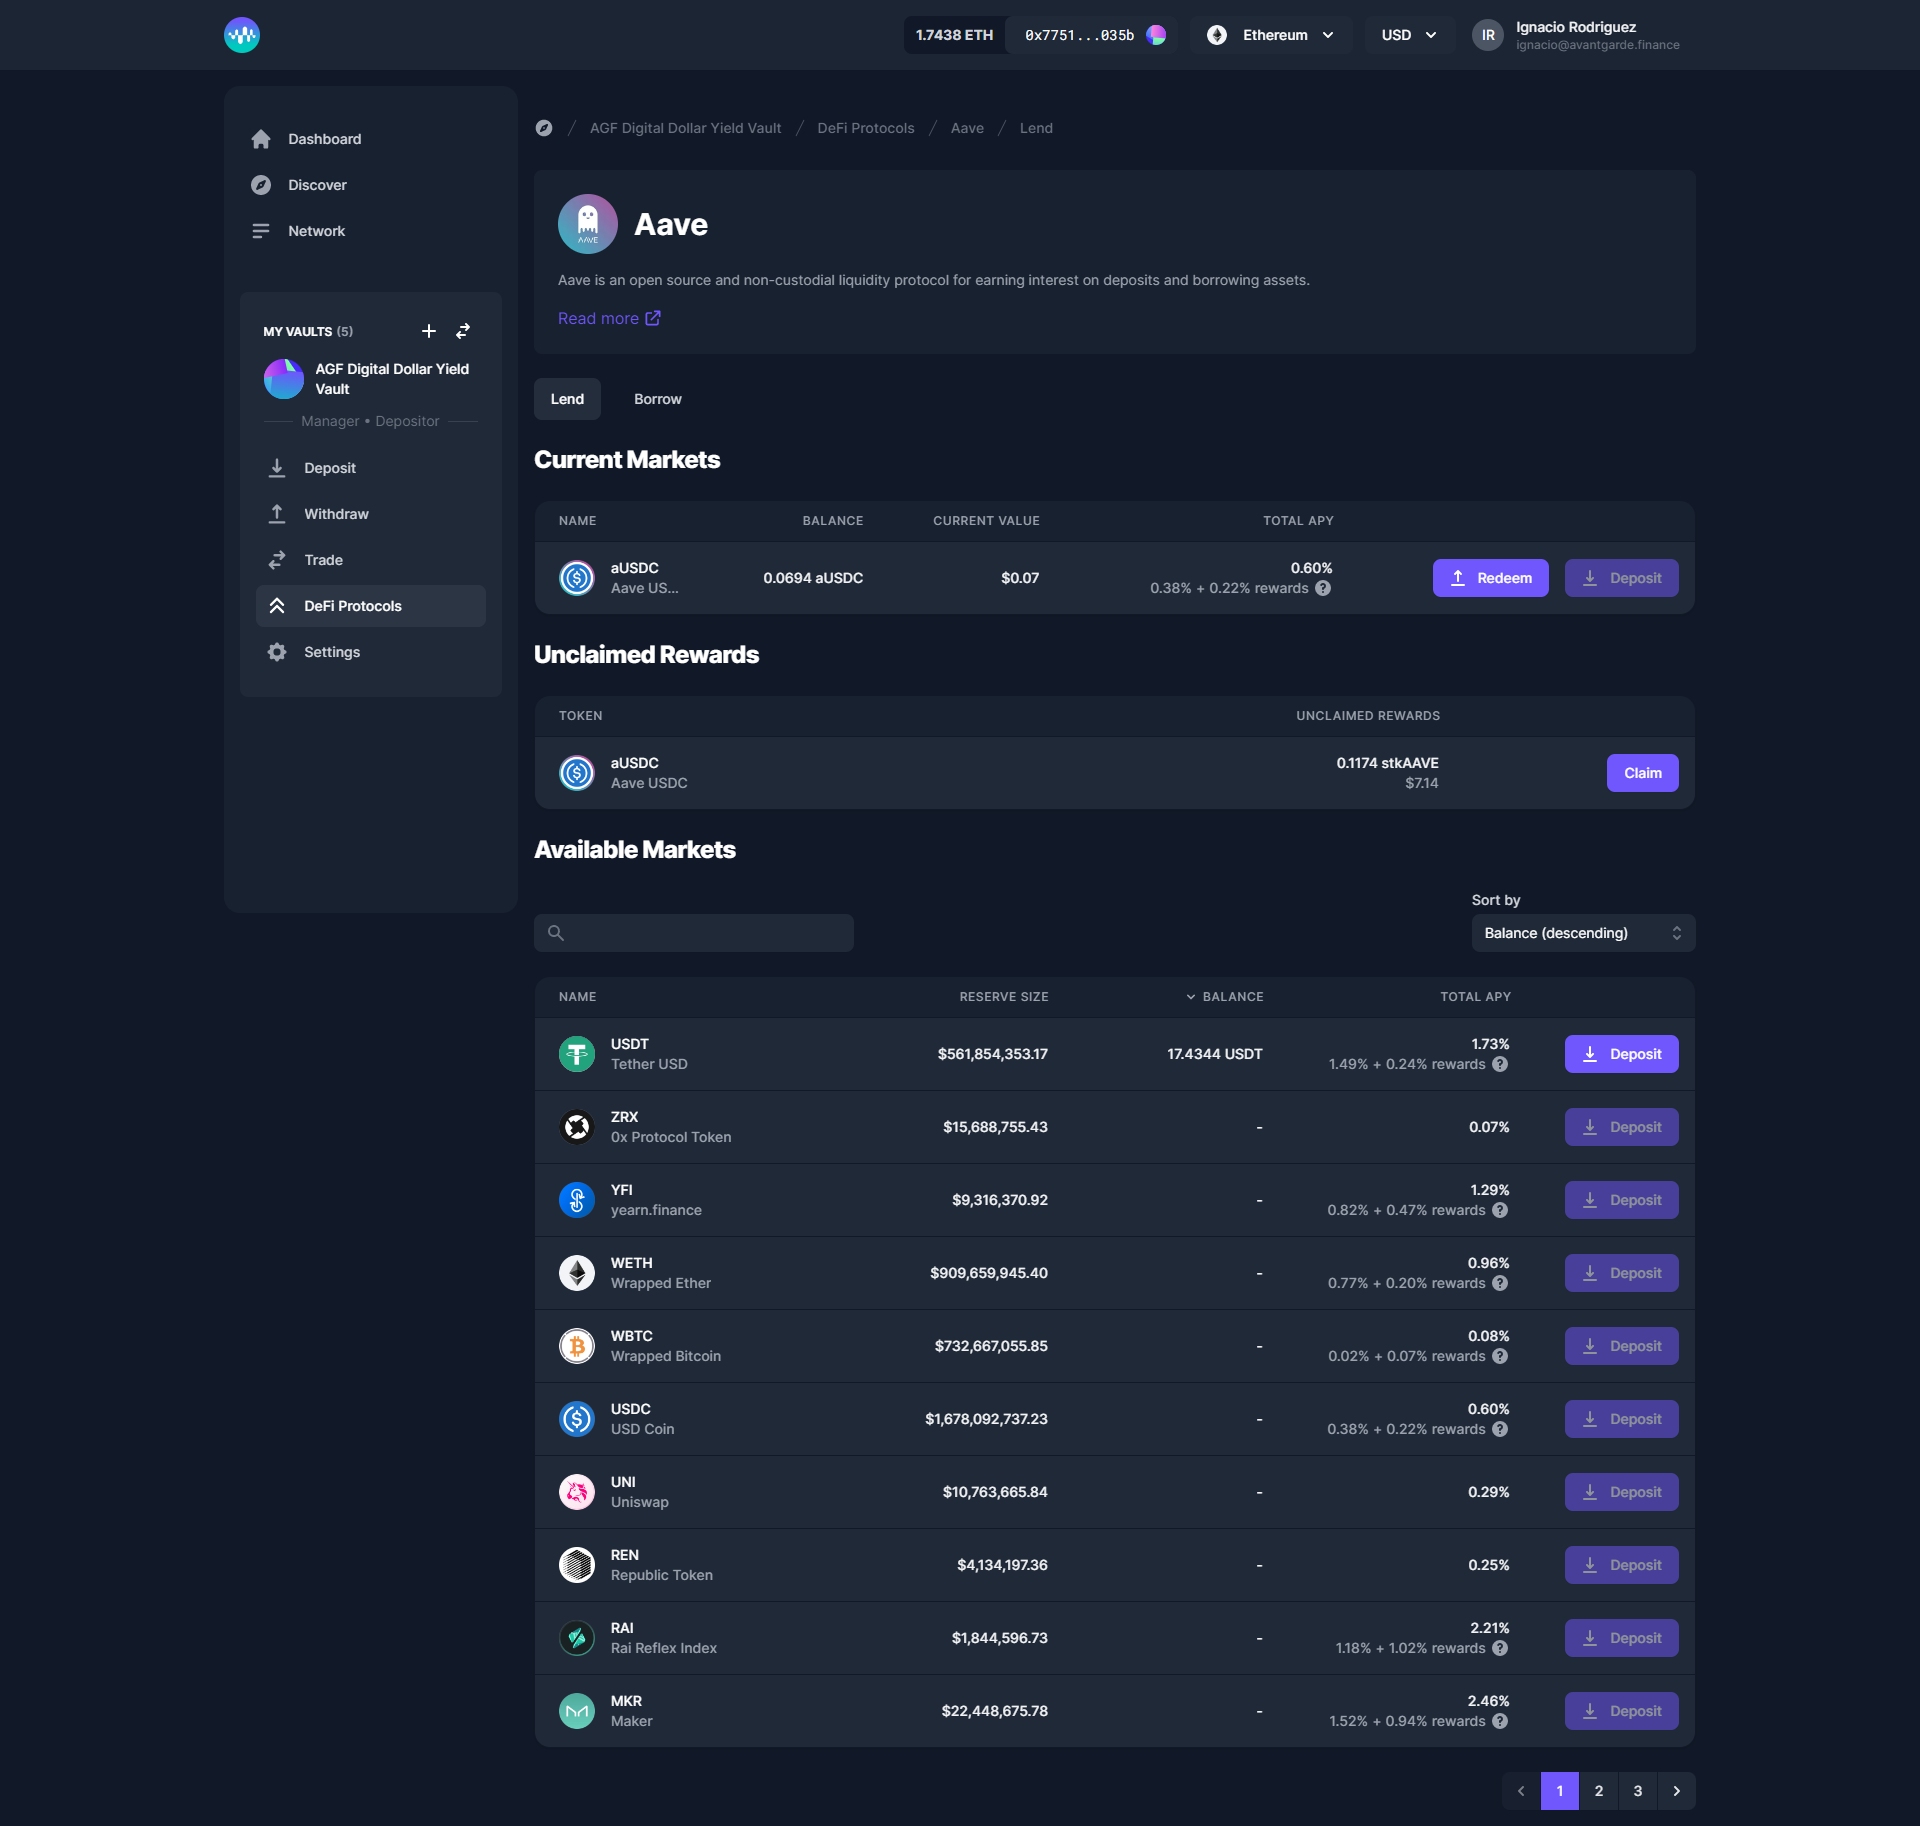 1.7438 ETH
0x7751...035b
Ethereum
USD
IR
Ignacio Rodriguez
ignacio@avantgarde.finance
Dashboard
Discover
Network
MY VAULTS (5)
AGF Digital Dollar Yield
Vault
Manager • Depositor
Deposit
Withdraw
Trade
DeFi Protocols
Settings
/ AGF Digital Dollar Yield Vault / DeFi Protocols / Aave / Lend
AAVE
Aave
Aave is an open source and non-custodial liquidity protocol for earning interest on deposits and borrowing assets.
Read more
Lend
Borrow
Current Markets
NAME BALANCE CURRENT VALUE TOTAL APY
aUSDC
Aave US...
0.0694 aUSDC
$0.07
0.60%
0.38% + 0.22% rewards ?
Redeem
Deposit
Unclaimed Rewards
TOKEN UNCLAIMED REWARDS
aUSDC
Aave USDC
0.1174 stkAAVE
$7.14
Claim
Available Markets
Sort by
Balance (descending)
NAME RESERVE SIZE BALANCE TOTAL APY
USDT
Tether USD
$561,854,353.17
17.4344 USDT
1.73%
1.49% + 0.24% rewards ?
Deposit
ZRX
0x Protocol Token
$15,688,755.43
-
0.07%
Deposit
YFI
yearn.finance
$9,316,370.92
-
1.29%
0.82% + 0.47% rewards ?
Deposit
WETH
Wrapped Ether
$909,659,945.40
-
0.96%
0.77% + 0.20% rewards ?
Deposit
WBTC
Wrapped Bitcoin
$732,667,055.85
-
0.08%
0.02% + 0.07% rewards ?
Deposit
USDC
USD Coin
$1,678,092,737.23
-
0.60%
0.38% + 0.22% rewards ?
Deposit
UNI
Uniswap
$10,763,665.84
-
0.29%
Deposit
REN
Republic Token
$4,134,197.36
-
0.25%
Deposit
RAI
Rai Reflex Index
$1,844,596.73
-
2.21%
1.18% + 1.02% rewards ?
Deposit
MKR
Maker
$22,448,675.78
-
2.46%
1.52% + 0.94% rewards ?
Deposit
1 2 3